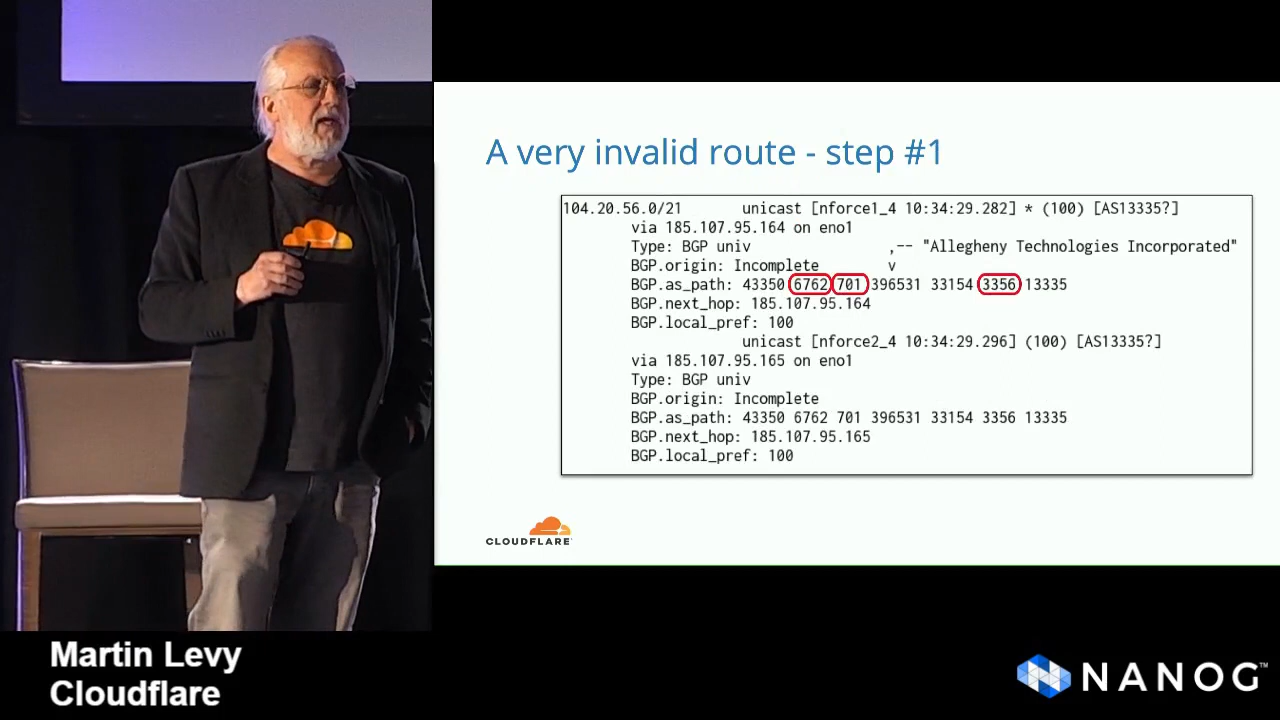 A very invalid route - step #1
104.20.56.0/21 unicast [nforce1_4 10:34:29.282] * (100) [AS13335?]
via 185.107.95.164 on eno1
Type: BGP univ ,-- "Allegheny Technologies Incorporated"
BGP.origin: Incomplete v
BGP.as_path: 43350 6762 701 396531 33154 3356 13335
BGP.next_hop: 185.107.95.164
BGP.local_pref: 100
unicast [nforce2_4 10:34:29.296] (100) [AS13335?]
via 185.107.95.165 on eno1
Type: BGP univ
BGP.origin: Incomplete
BGP.as_path: 43350 6762 701 396531 33154 3356 13335
BGP.next_hop: 185.107.95.165
BGP.local_pref: 100
CLOUDFLARE
Martin Levy
Cloudflare
NANOG™